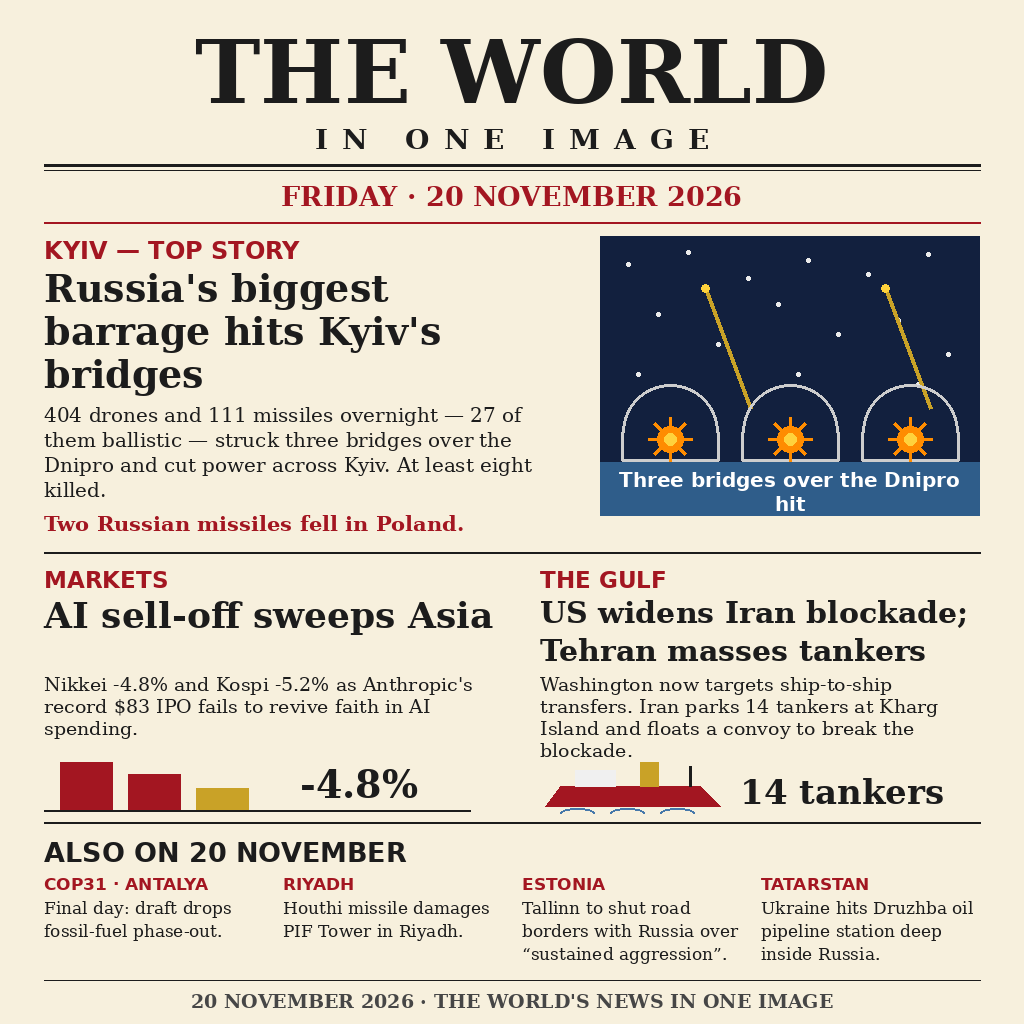 THE WORLD
IN ONE IMAGE
FRIDAY · 20 NOVEMBER 2026
KYIV — TOP STORY
Russia's biggest
barrage hits Kyiv's
bridges
404 drones and 111 missiles overnight — 27 of
them ballistic — struck three bridges over the
Dnipro and cut power across Kyiv. At least eight
killed.
Two Russian missiles fell in Poland.
Three bridges over the Dnipro
hit
MARKETS
AI sell-off sweeps Asia
Nikkei -4.8% and Kospi -5.2% as Anthropic's
record $83 IPO fails to revive faith in AI
spending.
-4.8%
THE GULF
US widens Iran blockade;
Tehran masses tankers
Washington now targets ship-to-ship
transfers. Iran parks 14 tankers at Kharg
Island and floats a convoy to break the
blockade.
14 tankers
ALSO ON 20 NOVEMBER
COP31 · ANTALYA
Final day: draft drops
fossil-fuel phase-out.
RIYADH
Houthi missile damages
PIF Tower in Riyadh.
ESTONIA
Tallinn to shut road
borders with Russia over
“sustained aggression”.
TATARSTAN
Ukraine hits Druzhba oil
pipeline station deep
inside Russia.
20 NOVEMBER 2026 · THE WORLD'S NEWS IN ONE IMAGE